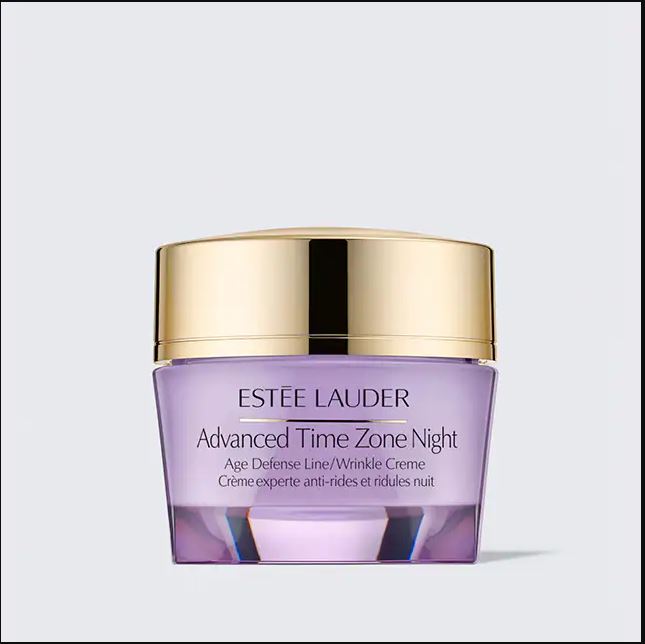 ESTĒE LAUDER
Advanced Time Zone Night
Age Defense Line/Wrinkle Creme
Crème experte anti-rides et ridules nuit